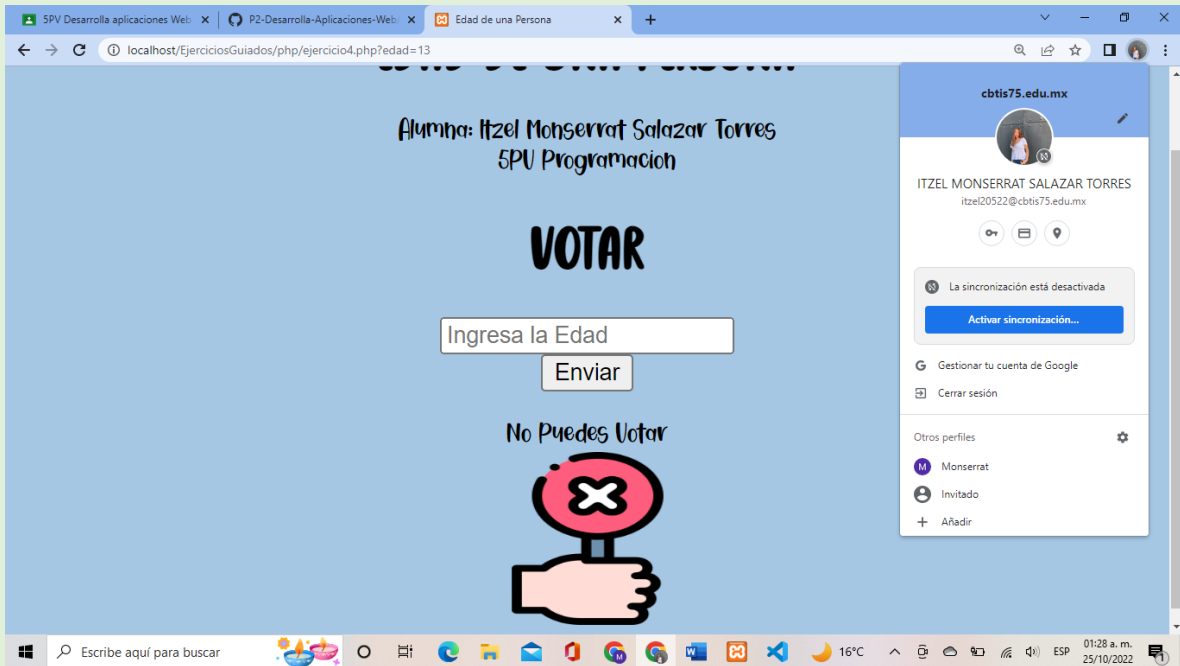 5PV Desarrolla aplicaciones Web
P2-Desarrolla-Aplicaciones-Web
Edad de una Persona
localhost/EjerciciosGuiados/php/ejercicio4.php?edad=13
Alumna: Itzel Monserrat Salazar Torres
5PV Programacion
VOTAR
Ingresa la Edad
Enviar
No Puedes Votar
cbtis75.edu.mx
ITZEL MONSERRAT SALAZAR TORRES
itzel20522@cbtis75.edu.mx
La sincronización está desactivada
Activar sincronización...
G Gestionar tu cuenta de Google
Cerrar sesión
Otros perfiles
M Monserrat
Invitado
+ Añadir
Escribe aquí para buscar
16°C
ESP
01:28 a. m.
25/10/2022
1